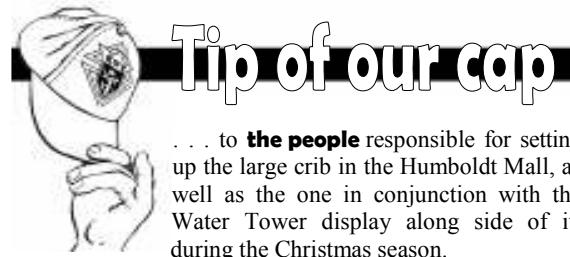 Tip of our cap
. . . to the people responsible for settin
up the large crib in the Humboldt Mall, a
well as the one in conjunction with th
Water Tower display along side of i
during the Christmas season.